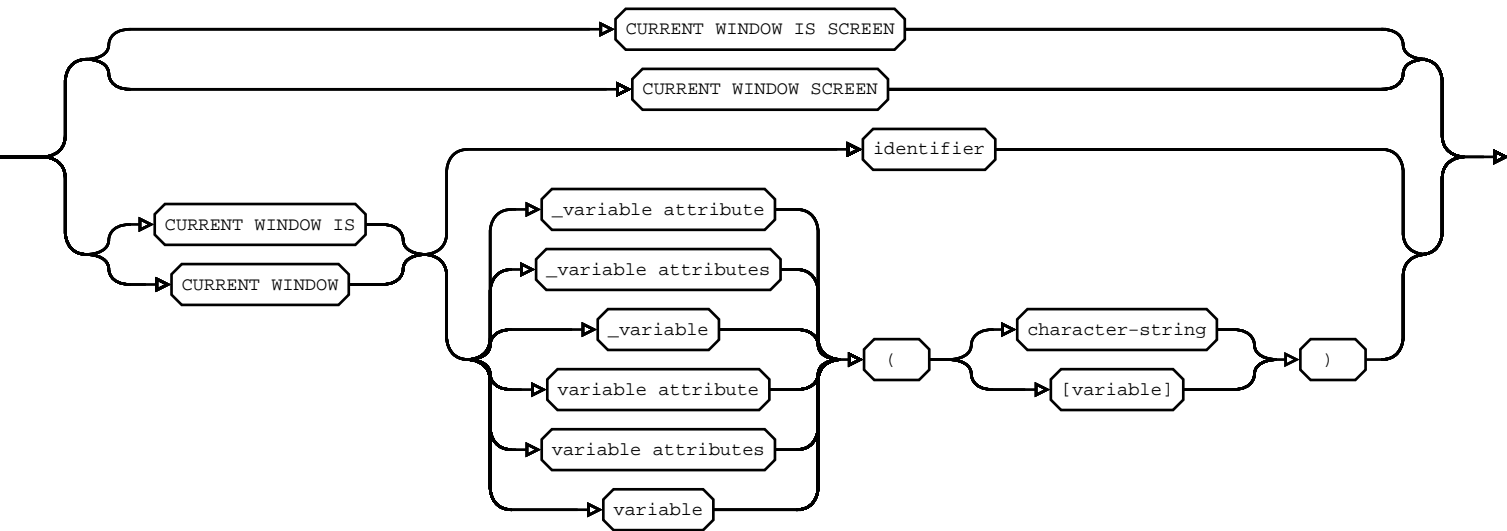 CURRENT WINDOW IS SCREEN
CURRENT WINDOW SCREEN
identifier
CURRENT WINDOW IS
CURRENT WINDOW
_variable attribute
_variable attributes
_variable
variable attribute
variable attributes
variable
(
character-string
[variable]
)